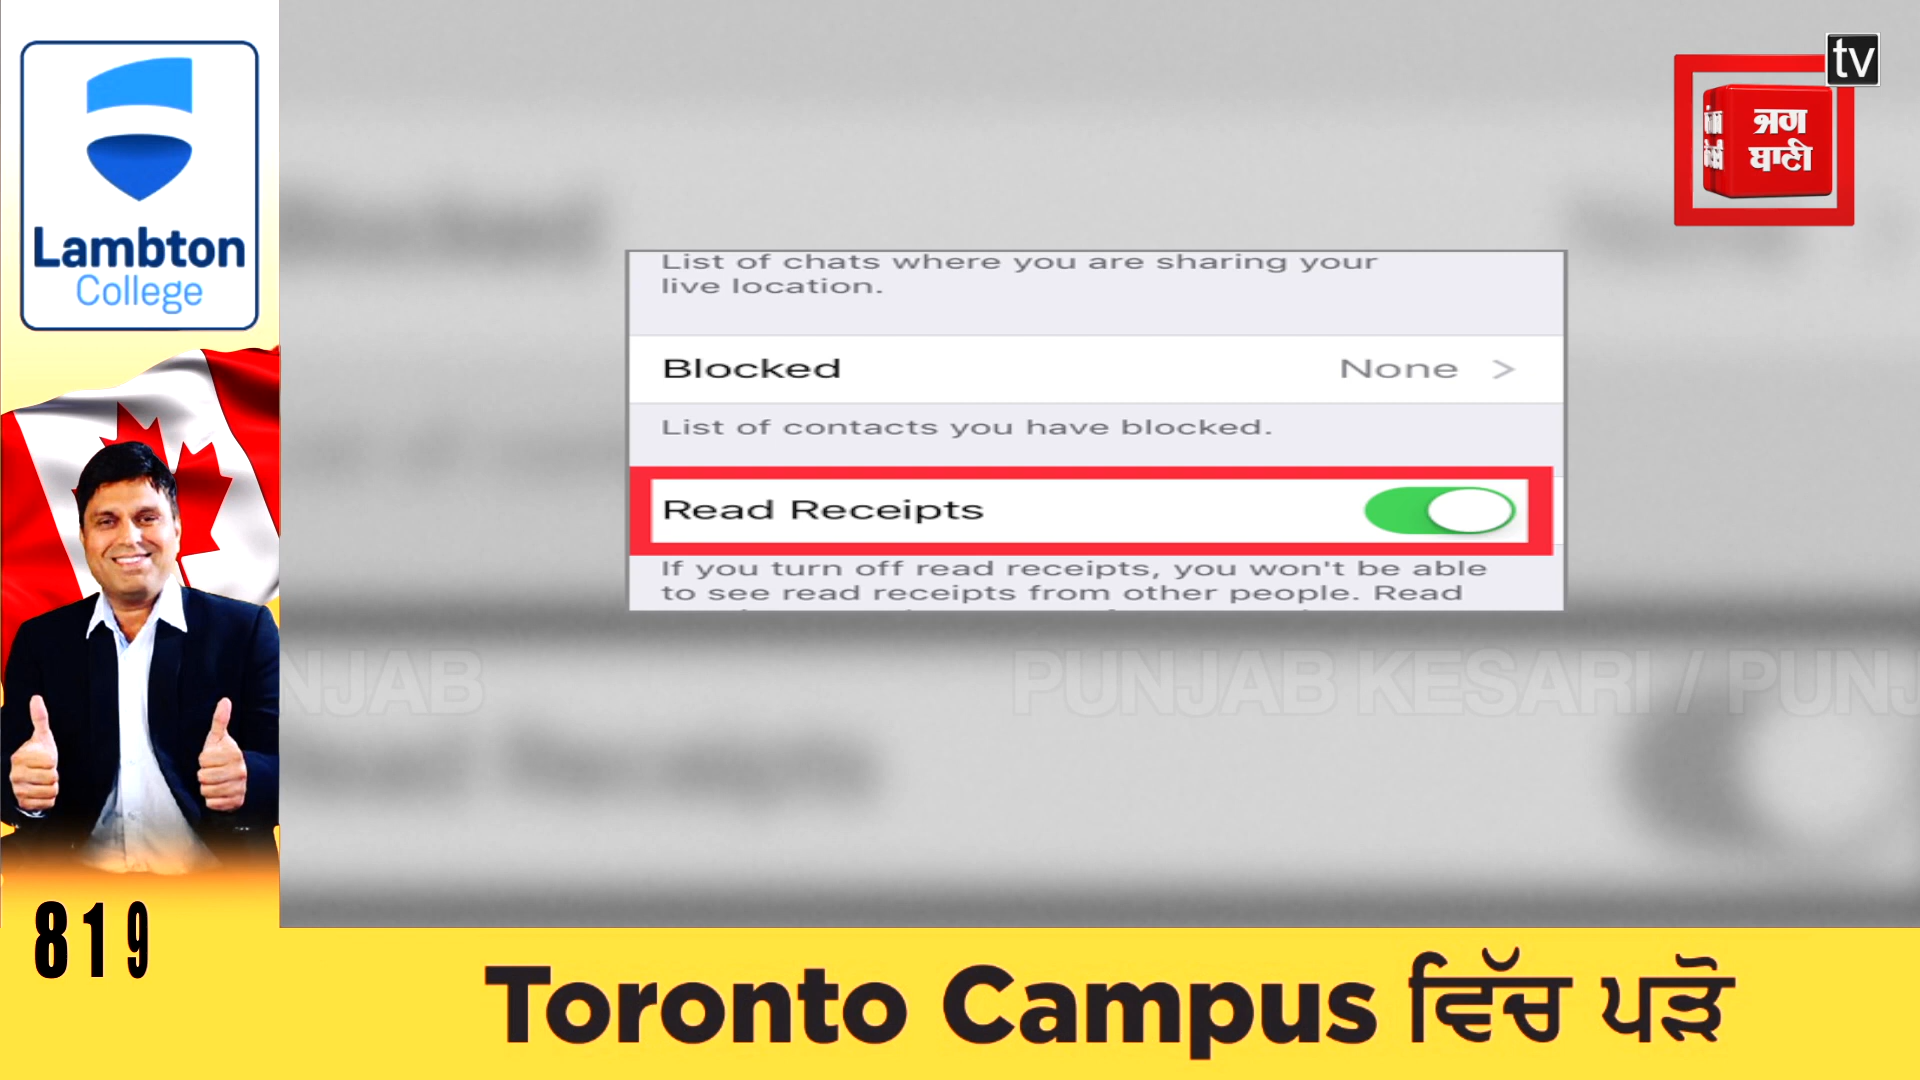 Lambton
College
819
tv
ਜਗ
ਬਾਣੀ
List of chats where you are sharing your
live location.
Blocked None >
List of contacts you have blocked.
Read Receipts
If you turn off read receipts, you won't be able
to see read receipts from other people. Read
NJAB PUNJAB KESARI / PUNJ
Toronto Campus ਵਿੱਚ ਪੜੋ